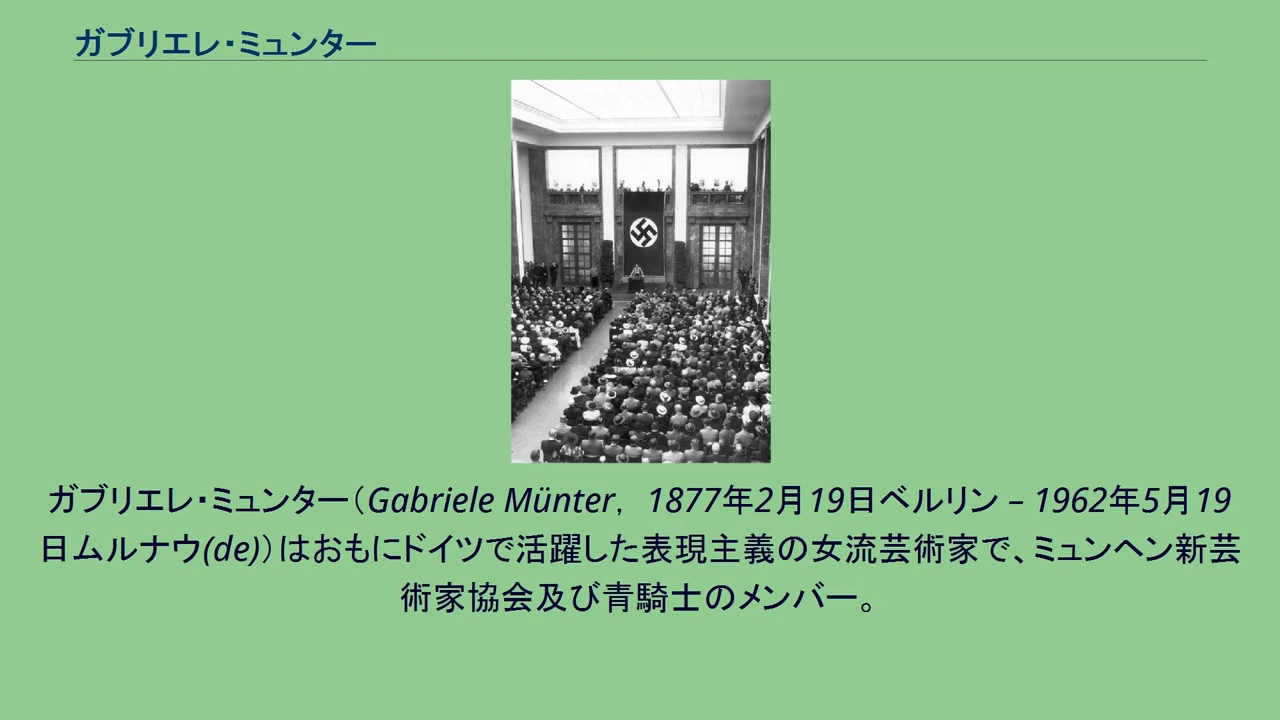 ガブリエレ・ミュンター
ガブリエレ・ミュンター（Gabriele Münter, 1877年2月19日ベルリン – 1962年5月19
日ムルナウ(de)）はおもにドイツで活躍した表現主義の女流芸術家で、ミュンヘン新芸
術家協会及び青騎士のメンバー。